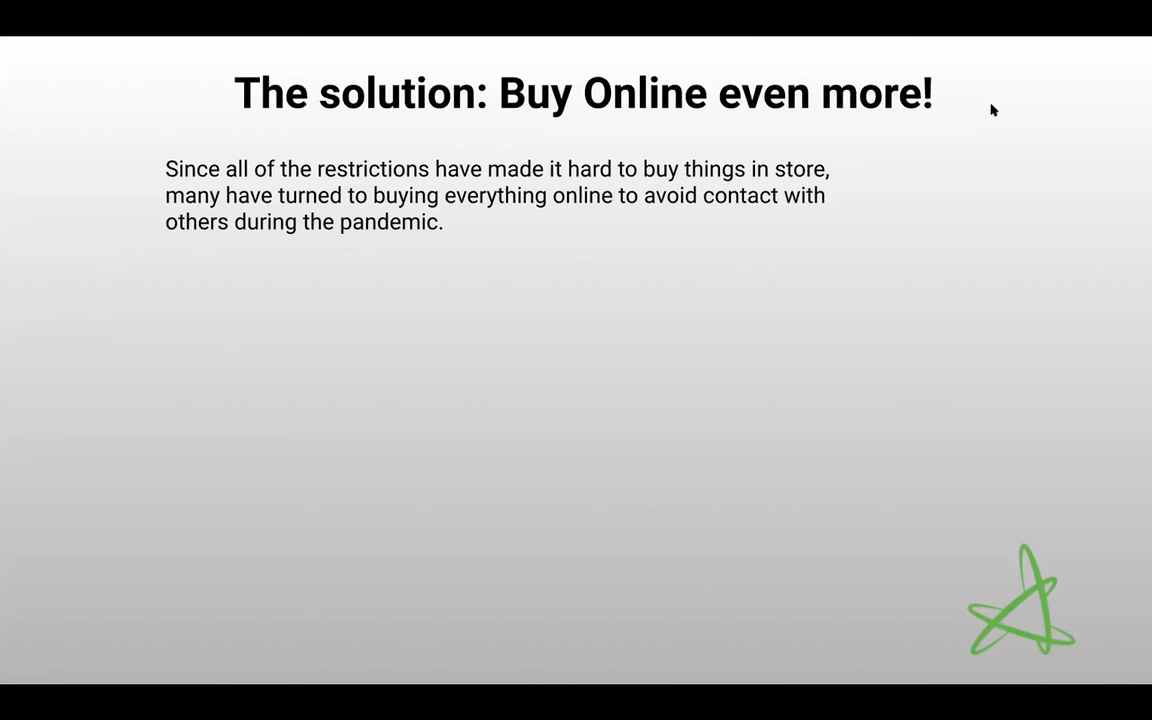 The solution: Buy Online even more!
Since all of the restrictions have made it hard to buy things in store,
many have turned to buying everything online to avoid contact with
others during the pandemic.